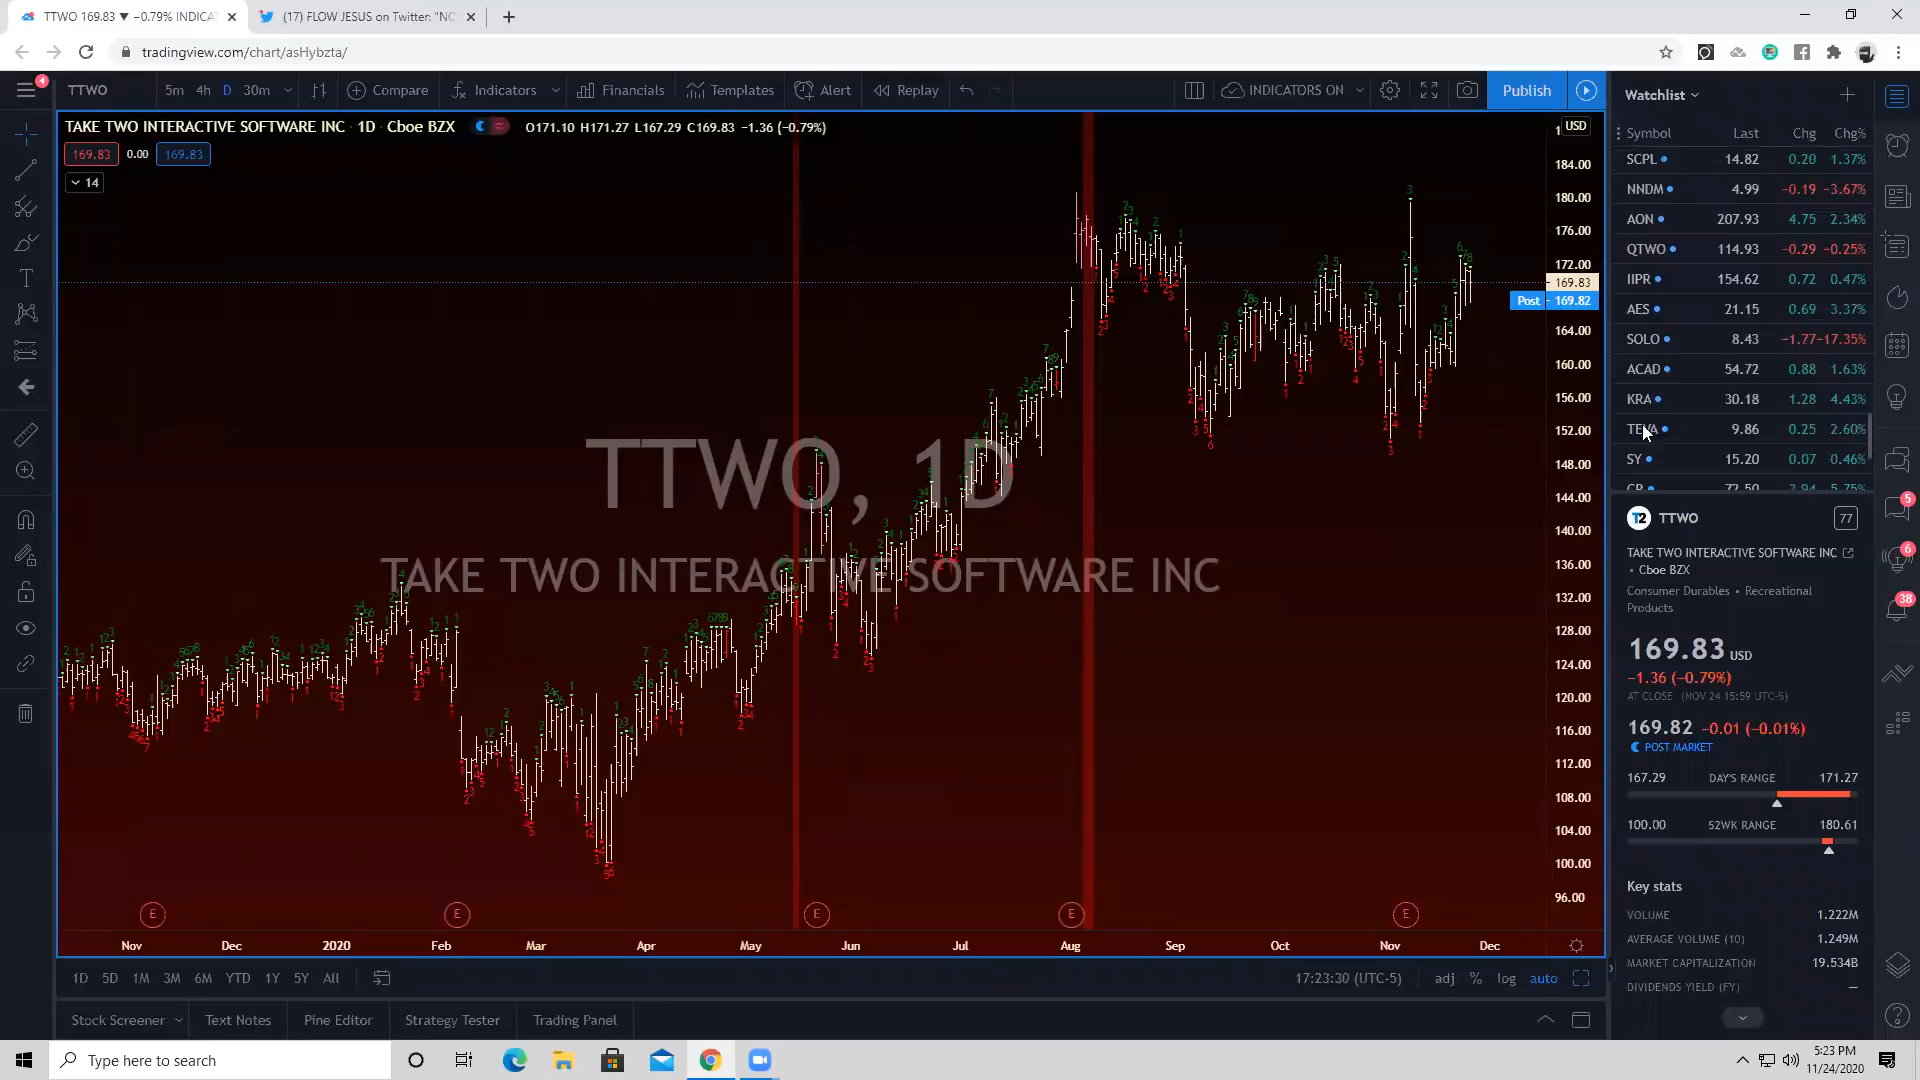 TTWO 169.83 ▼ −0.79% INDICAT
(17) FLOW JESUS on Twitter: "NC
tradingview.com/chart/asHybzta/
4
TTWO 5m 4h D 30m Compare Indicators Financials Templates Alert Replay INDICATORS ON Publish
TAKE TWO INTERACTIVE SOFTWARE INC 1D · Cboe BZX O171.10 H171.27 L167.29 C169.83 −1.36 (−0.79%)
169.83 0.00 169.83
14
USD
184.00
180.00
176.00
172.00
169.83
Post 169.82
164.00
160.00
156.00
152.00
148.00
144.00
140.00
136.00
132.00
128.00
124.00
120.00
116.00
112.00
108.00
104.00
100.00
96.00
TTWO, 1D
TAKE TWO INTERACTIVE SOFTWARE INC
E E E E E
Nov Dec 2020 Feb Mar Apr May Jun Jul Aug Sep Oct Nov Dec
1D 5D 1M 3M 6M YTD 1Y 5Y All
17:23:20 (UTC-5) adj % log auto
Stock Screener Text Notes Pine Editor Strategy Tester Trading Panel
Watchlist
Symbol Last Chg Chg%
SCPL 14.82 0.20 1.37%
NNDM 4.99 −0.19 −3.67%
AON 207.93 4.75 2.34%
QTWO 114.93 −0.29 −0.25%
IIPR 154.62 0.72 0.47%
AES 21.15 0.69 3.37%
SOLO 8.43 −1.77 −17.35%
ACAD 54.72 0.88 1.63%
KRA 30.18 1.28 4.43%
TEVA 9.86 0.25 2.60%
SY 15.20 0.07 0.46%
TTWO
77
TAKE TWO INTERACTIVE SOFTWARE INC
• Cboe BZX
Consumer Durables • Recreational
Products
169.83 USD
−1.36 (−0.79%)
AT CLOSE (NOV 24 15:59 UTC-5)
169.82 −0.01 (−0.01%)
POST MARKET
167.29 DAY'S RANGE 171.27
100.00 52WK RANGE 180.61
Key stats
VOLUME 1.222M
AVERAGE VOLUME (10) 1.249M
MARKET CAPITALIZATION 19.534B
DIVIDENDS YIELD (FY) —
5
6
38
Type here to search
5:23 PM
11/24/2020